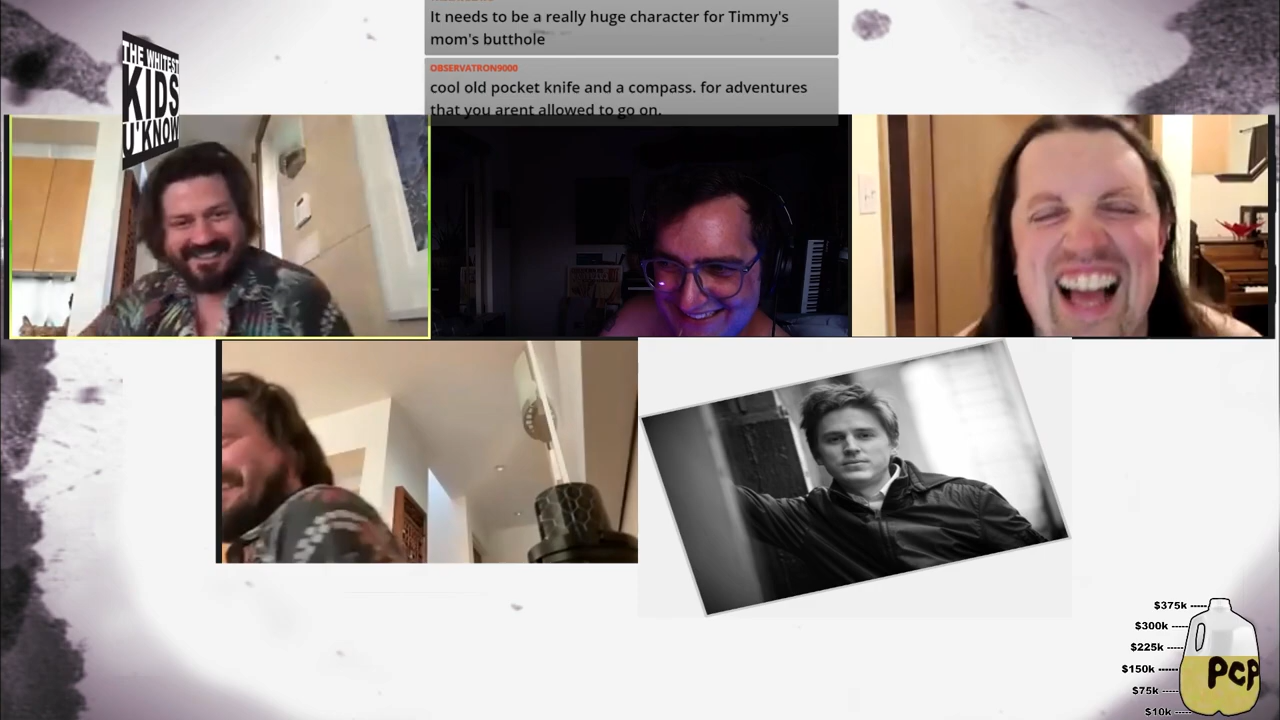 It needs to be a really huge character for Timmy's
mom's butthole
OBSERVATRON9000
cool old pocket knife and a compass. for adventures
that you arent allowed to go on.
THE WHITEST
KIDS
U'KNOW
$375k
$300k
$225k
$150k
$75k
$10k
PCP